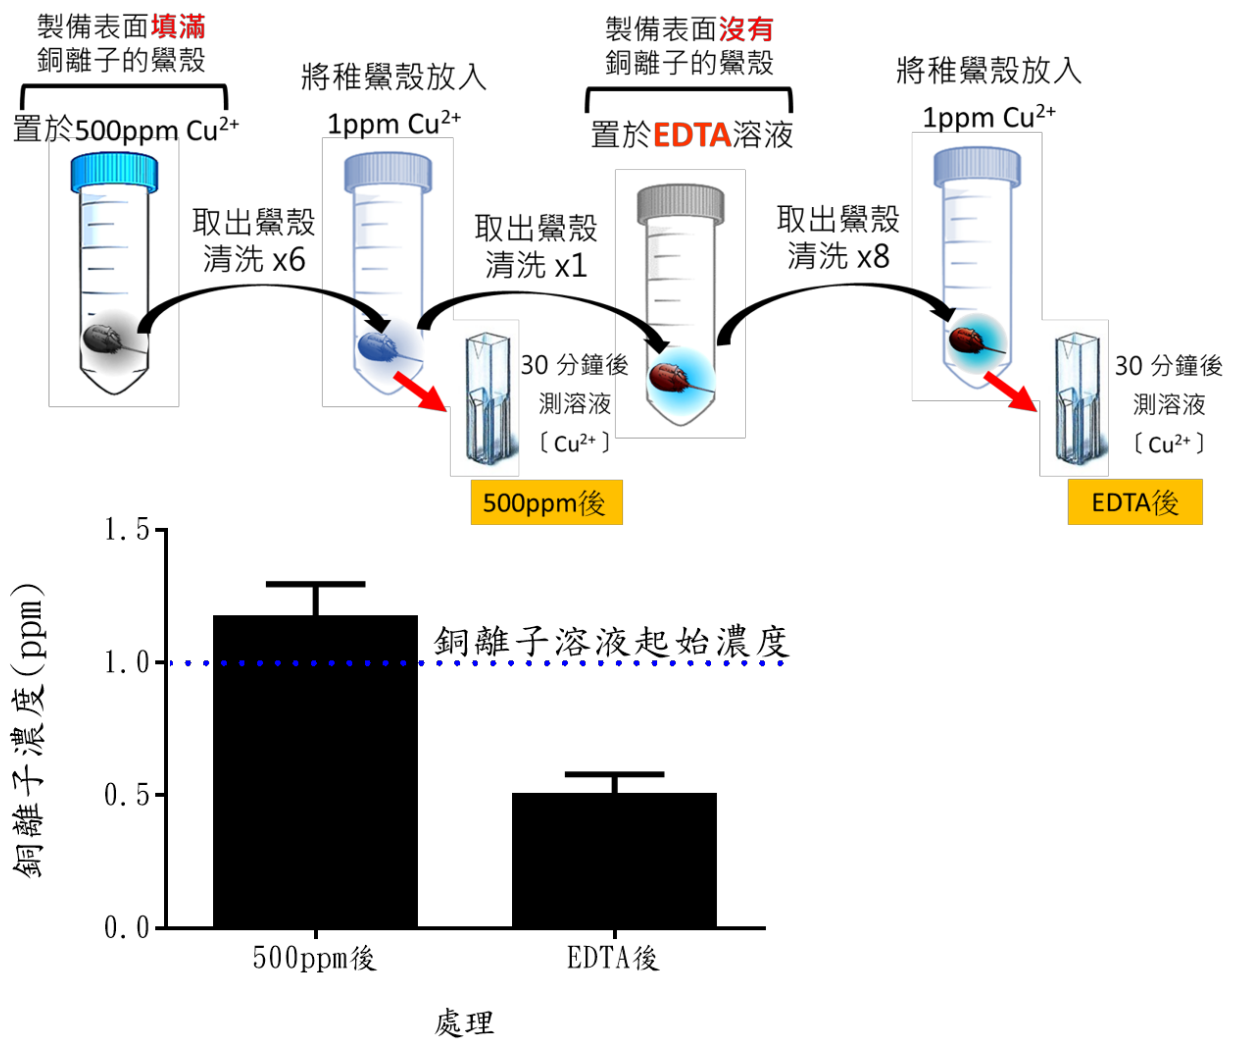 製備表面填滿
銅離子的鱟殼
置於500ppm Cu²⁺
將稚鱟殼放入
1ppm Cu²⁺
製備表面沒有
銅離子的鱟殼
置於EDTA溶液
將稚鱟殼放入
1ppm Cu²⁺
取出鱟殼
清洗 x6
取出鱟殼
清洗 x1
取出鱟殼
清洗 x8
30 分鐘後
測溶液
〔 Cu²⁺ 〕
30 分鐘後
測溶液
〔 Cu²⁺ 〕
500ppm後
EDTA後
銅離子濃度(ppm)
1.5
1.0
0.5
0.0
銅離子溶液起始濃度
500ppm後
EDTA後
處理